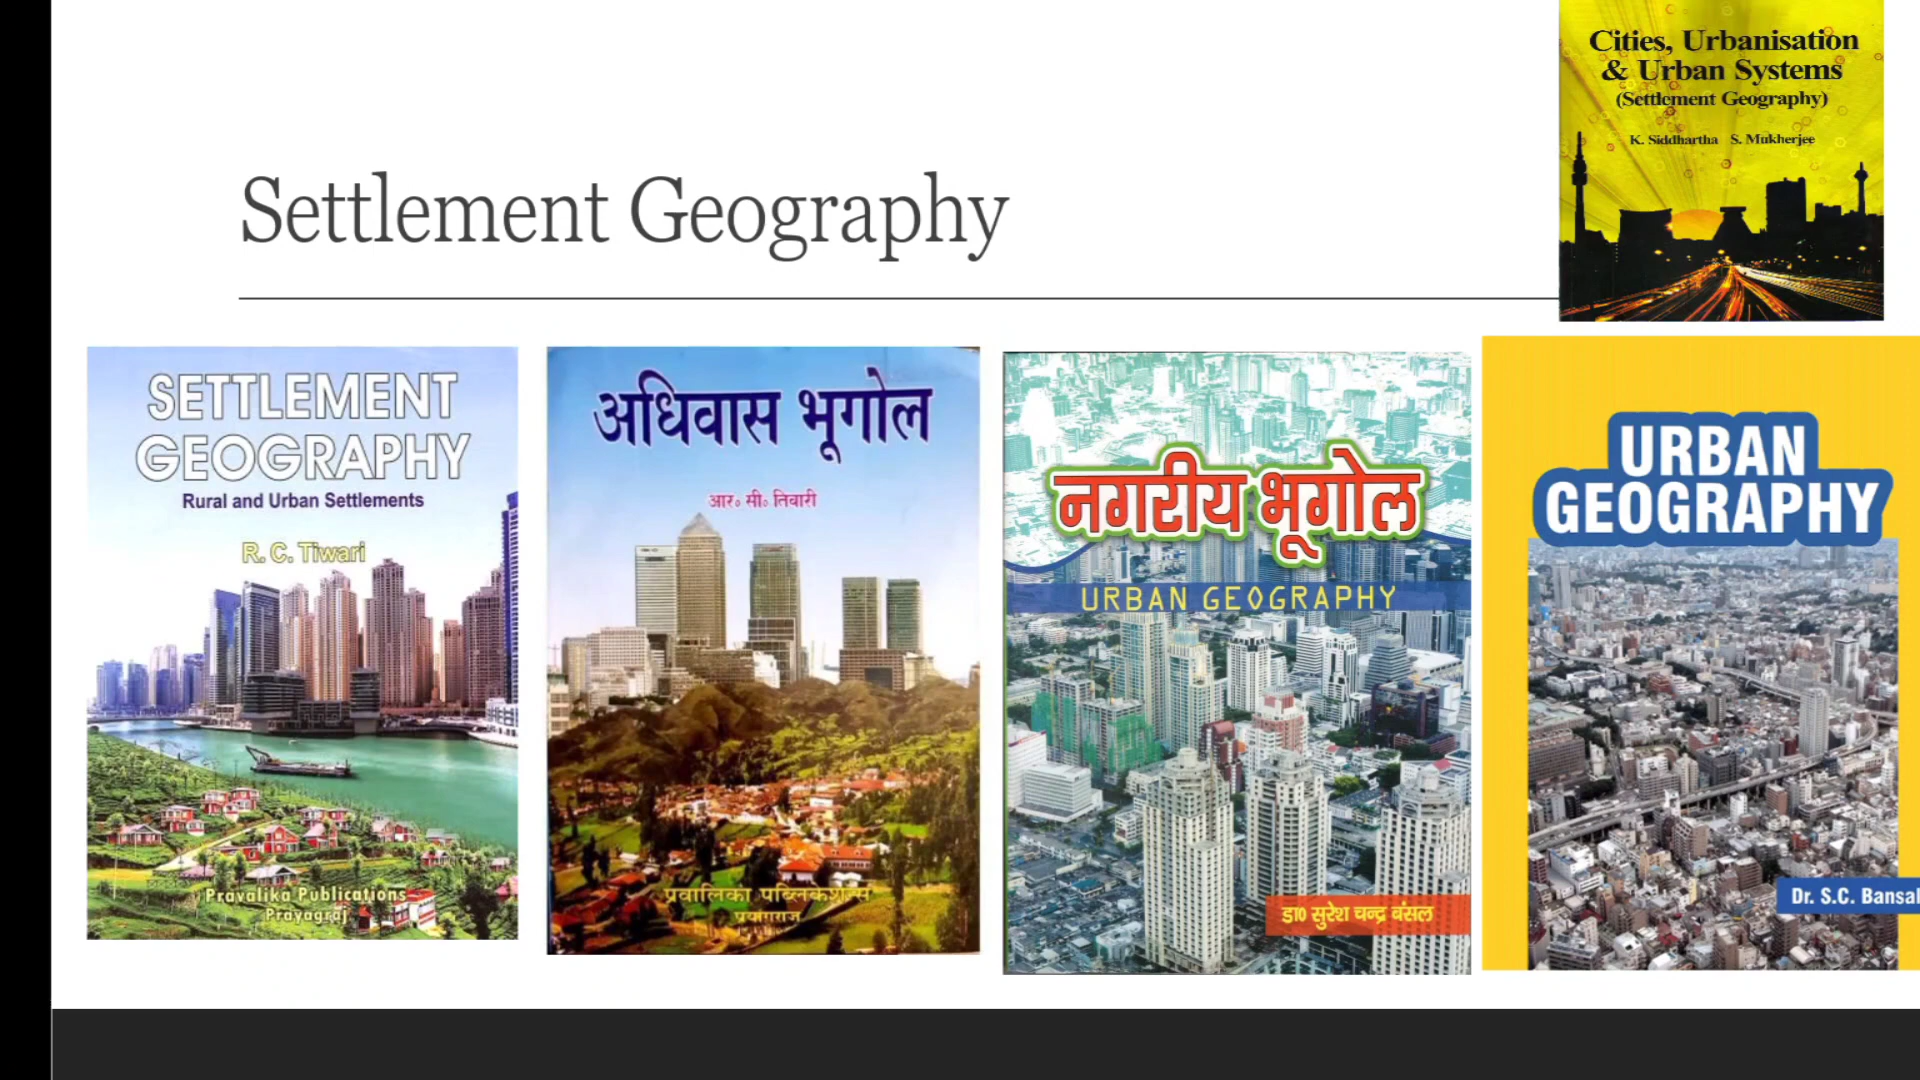 Cities, Urbanisation
& Urban Systems
(Settlement Geography)
K. Siddhartha S. Mukherjee
Settlement Geography
SETTLEMENT
GEOGRAPHY
Rural and Urban Settlements
R. C. Tiwari
Pravalika Publications
Prayagraj
अधिवास भूगोल
आर० सी० तिवारी
प्रवालिका पब्लिकेशन्स
प्रयागराज
नगरीय भूगोल
URBAN GEOGRAPHY
डा० सुरेश चन्द्र बंसल
URBAN
GEOGRAPHY
Dr. S.C. Bansal